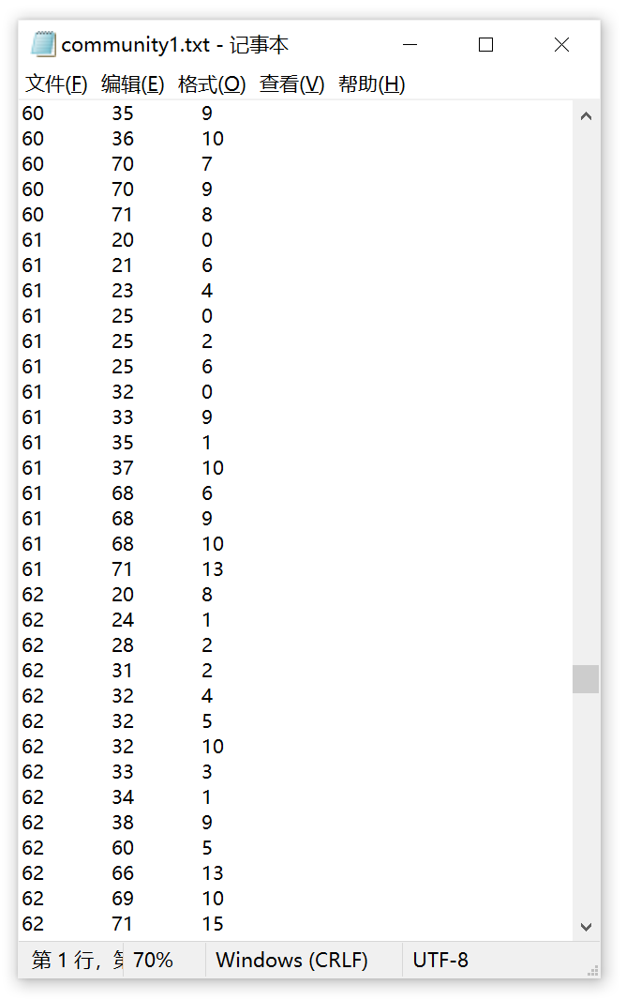 community1.txt - 记事本
文件(F) 编辑(E) 格式(O) 查看(V) 帮助(H)
60 35 9
60 36 10
60 70 7
60 70 9
60 71 8
61 20 0
61 21 6
61 23 4
61 25 0
61 25 2
61 25 6
61 32 0
61 33 9
61 35 1
61 37 10
61 68 6
61 68 9
61 68 10
61 71 13
62 20 8
62 24 1
62 28 2
62 31 2
62 32 4
62 32 5
62 32 10
62 33 3
62 34 1
62 38 9
62 60 5
62 66 13
62 69 10
62 71 15
第 1 行， 70% Windows (CRLF) UTF-8